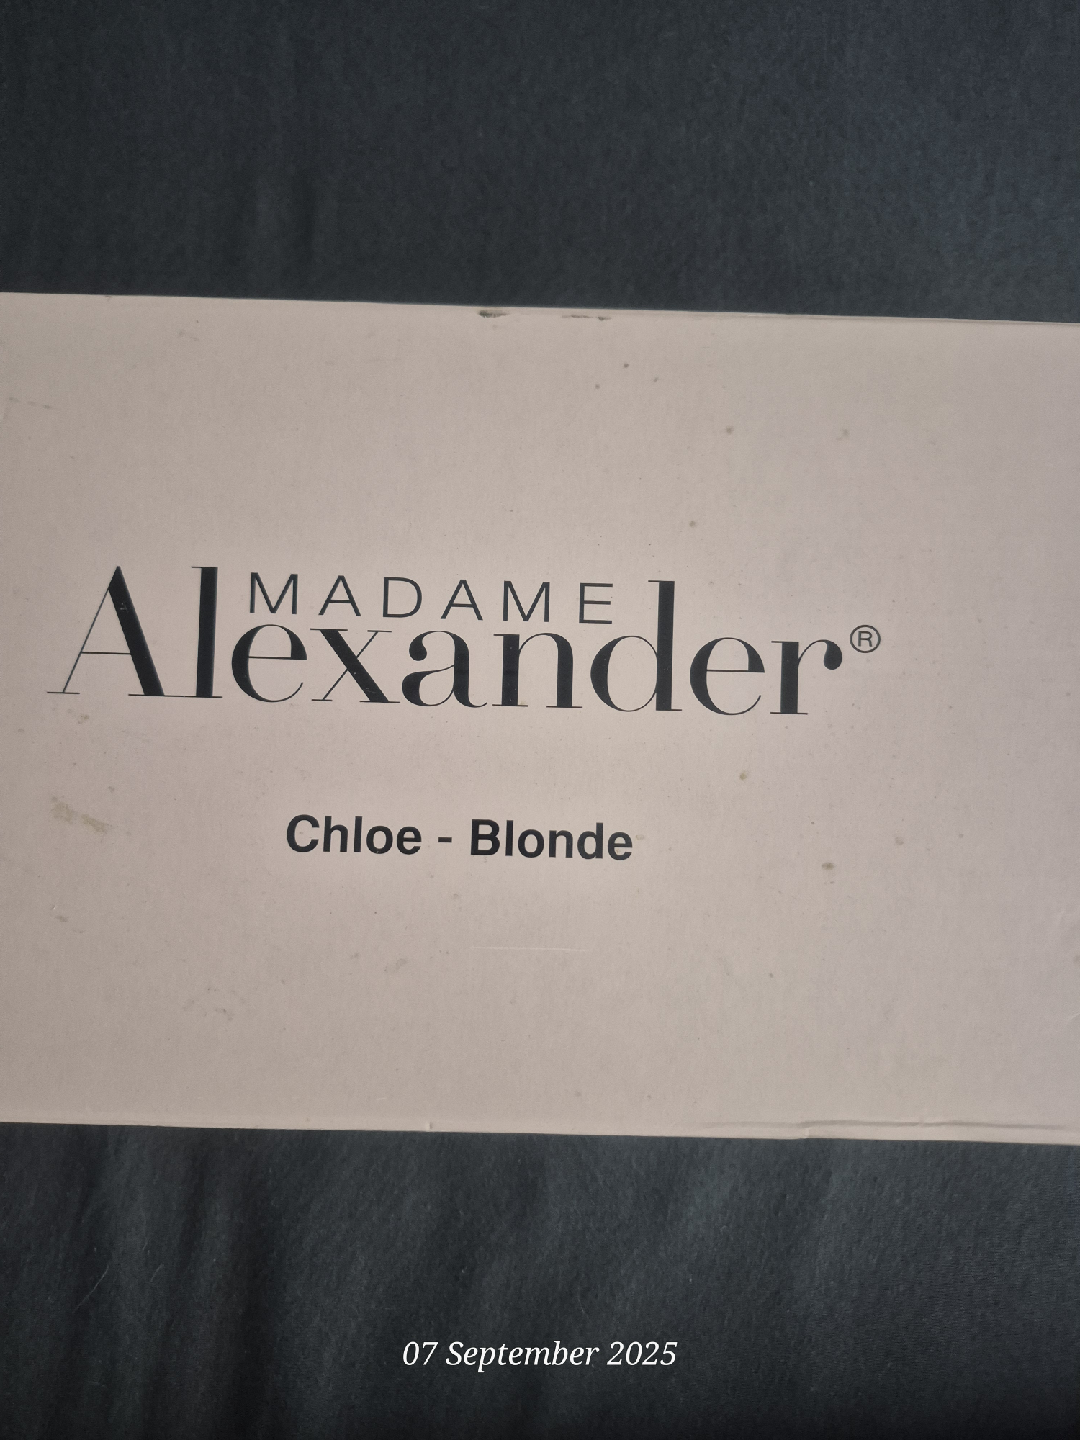 MADAME
Alexander®
Chloe - Blonde
07 September 2025